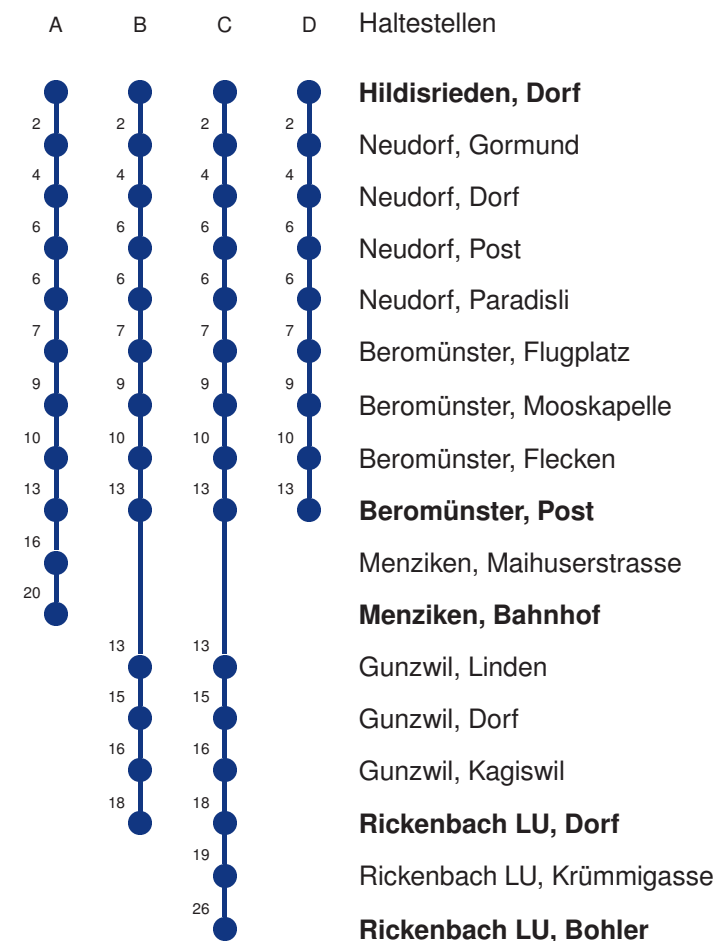 A B C D Haltestellen
Hildisrieden, Dorf
2 2 2 2
Neudorf, Gormund
4 4 4 4
Neudorf, Dorf
6 6 6 6
Neudorf, Post
6 6 6 6
Neudorf, Paradisli
7 7 7 7
Beromünster, Flugplatz
9 9 9 9
Beromünster, Mooskapelle
10 10 10 10
Beromünster, Flecken
13 13 13 13
Beromünster, Post
16
Menziken, Maihuserstrasse
20
Menziken, Bahnhof
13 13
Gunzwil, Linden
15 15
Gunzwil, Dorf
16 16
Gunzwil, Kagiswil
18 18
Rickenbach LU, Dorf
19
Rickenbach LU, Krümmigasse
26
Rickenbach LU, Bohler